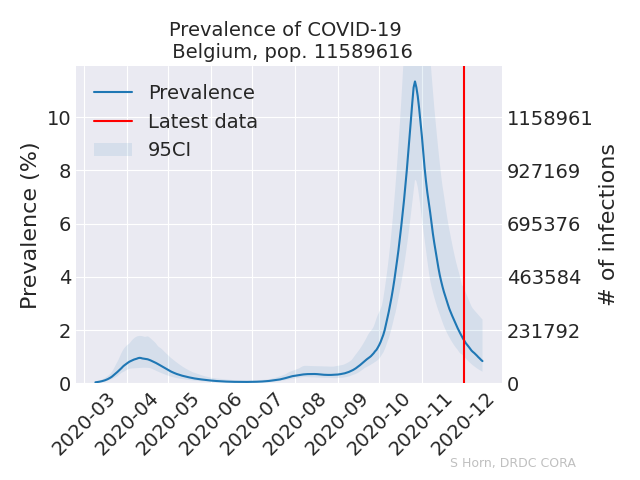 Prevalence of COVID-19
Belgium, pop. 11589616
Prevalence
Latest data
95CI
Prevalence (%)
10
8
6
4
2
0
1158961
927169
695376
463584
231792
0
# of infections
2020-03
2020-04
2020-05
2020-06
2020-07
2020-08
2020-09
2020-10
2020-11
2020-12
S Horn, DRDC CORA